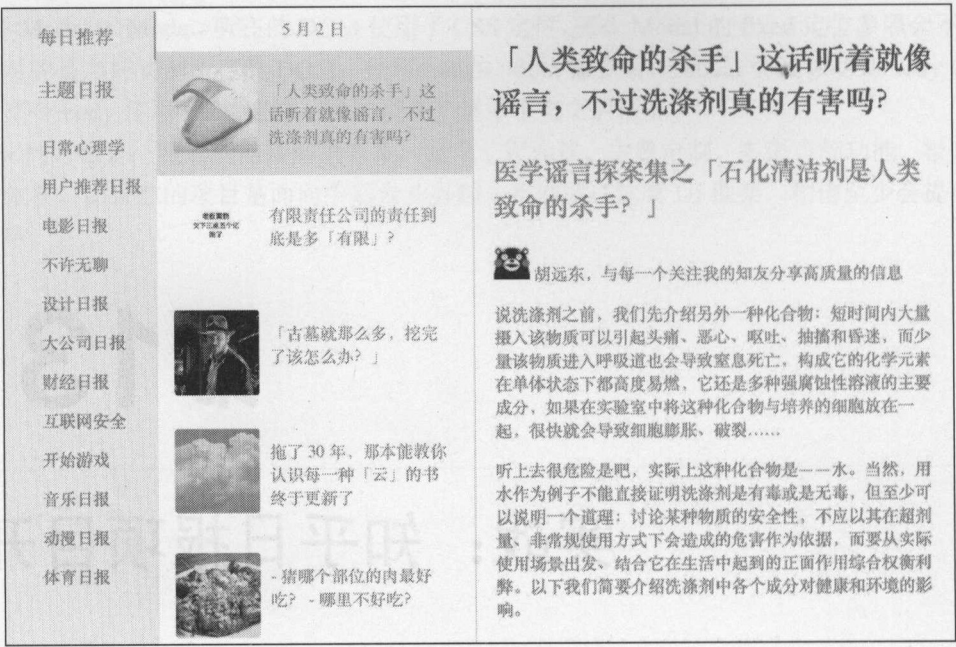 每日推荐
主题日报
日常心理学
用户推荐日报
电影日报
不许无聊
设计日报
大公司日报
财经日报
互联网安全
开始游戏
音乐日报
动漫日报
体育日报
5月2日
「人类致命的杀手」这
话听着就像谣言，不过
洗涤剂真的有害吗？
有限责任公司的责任到
底是多「有限」？
「古墓就那么多，挖完
了该怎么办？」
拖了 30 年，那本能教你
认识每一种「云」的书
终于更新了
- 猪哪个部位的肉最好
吃？ - 哪里不好吃？
「人类致命的杀手」这话听着就像
谣言，不过洗涤剂真的有害吗？
医学谣言探案集之「石化清洁剂是人类
致命的杀手？」
胡远东，与每一个关注我的知友分享高质量的信息
说洗涤剂之前，我们先介绍另外一种化合物：短时间内大量
摄入该物质可以引起头痛、恶心、呕吐、抽搐和昏迷，而少
量该物质进入呼吸道也会导致窒息死亡，构成它的化学元素
在单体状态下都高度易燃，它还是多种强腐蚀性溶液的主要
成分，如果在实验室中将这种化合物与培养的细胞放在一
起，很快就会导致细胞膨胀、破裂……
听上去很危险是吧，实际上这种化合物是——水。当然，用
水作为例子不能直接证明洗涤剂是有毒或是无毒，但至少可
以说明一个道理：讨论某种物质的安全性，不应以其在超剂
量、非常规使用方式下会造成的危害作为依据，而要从实际
使用场景出发、结合它在生活中起到的正面作用综合权衡利
弊。以下我们简要介绍洗涤剂中各个成分对健康和环境的影
响。